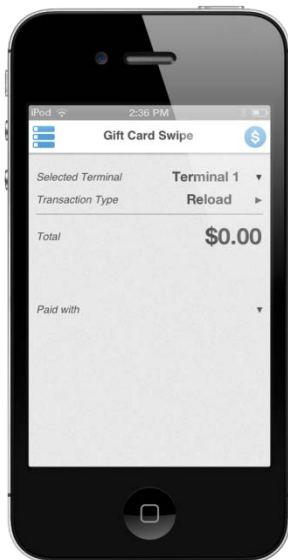 iPod 2:36 PM
Gift Card Swipe $
Selected Terminal Terminal 1
Transaction Type Reload
Total $0.00
Paid with